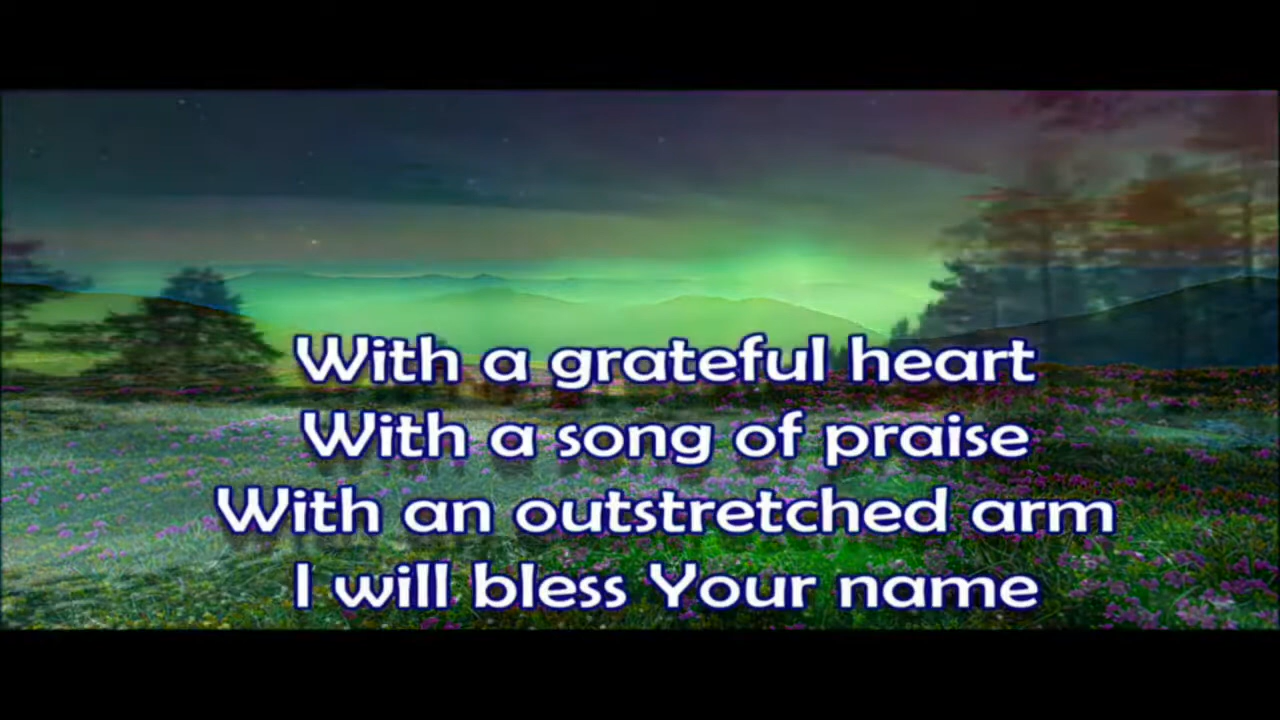 With a grateful heart
With a song of praise
With an outstretched arm
I will bless Your name